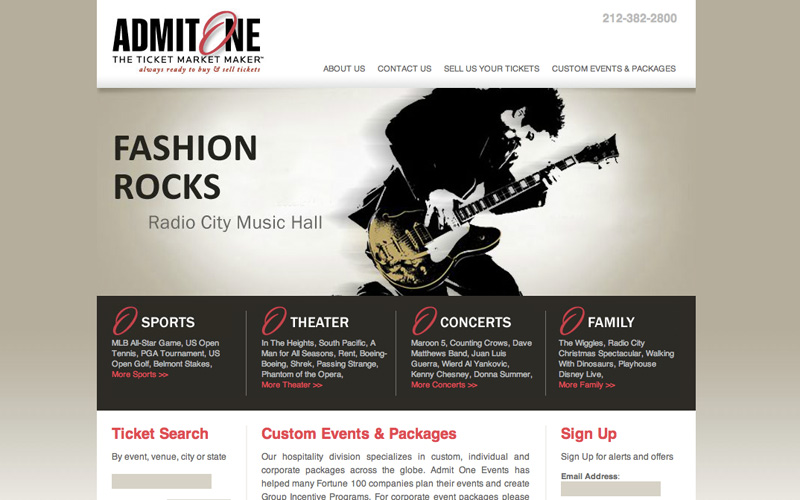 212-382-2800
ADMIT ONE
THE TICKET MARKET MAKER™
always ready to buy & sell tickets
ABOUT US CONTACT US SELL US YOUR TICKETS CUSTOM EVENTS & PACKAGES
FASHION
ROCKS
Radio City Music Hall
SPORTS
MLB All-Star Game, US Open
Tennis, PGA Tournament, US
Open Golf, Belmont Stakes,
More Sports >>
THEATER
In The Heights, South Pacific, A
Man for All Seasons, Rent, Boeing-
Boeing, Shrek, Passing Strange,
Phantom of the Opera,
More Theater >>
CONCERTS
Maroon 5, Counting Crows, Dave
Matthews Band, Juan Luis
Guerra, Wierd Al Yankovic,
Kenny Chesney, Donna Summer,
More Concerts >>
FAMILY
The Wiggles, Radio City
Christmas Spectacular, Walking
With Dinosaurs, Playhouse
Disney Live,
More Family >>
Ticket Search
By event, venue, city or state
Custom Events & Packages
Our hospitality division specializes in custom, individual and
corporate packages across the globe. Admit One Events has
helped many Fortune 100 companies plan their events and create
Group Incentive Programs. For corporate event packages please
Sign Up
Sign Up for alerts and offers
Email Address: